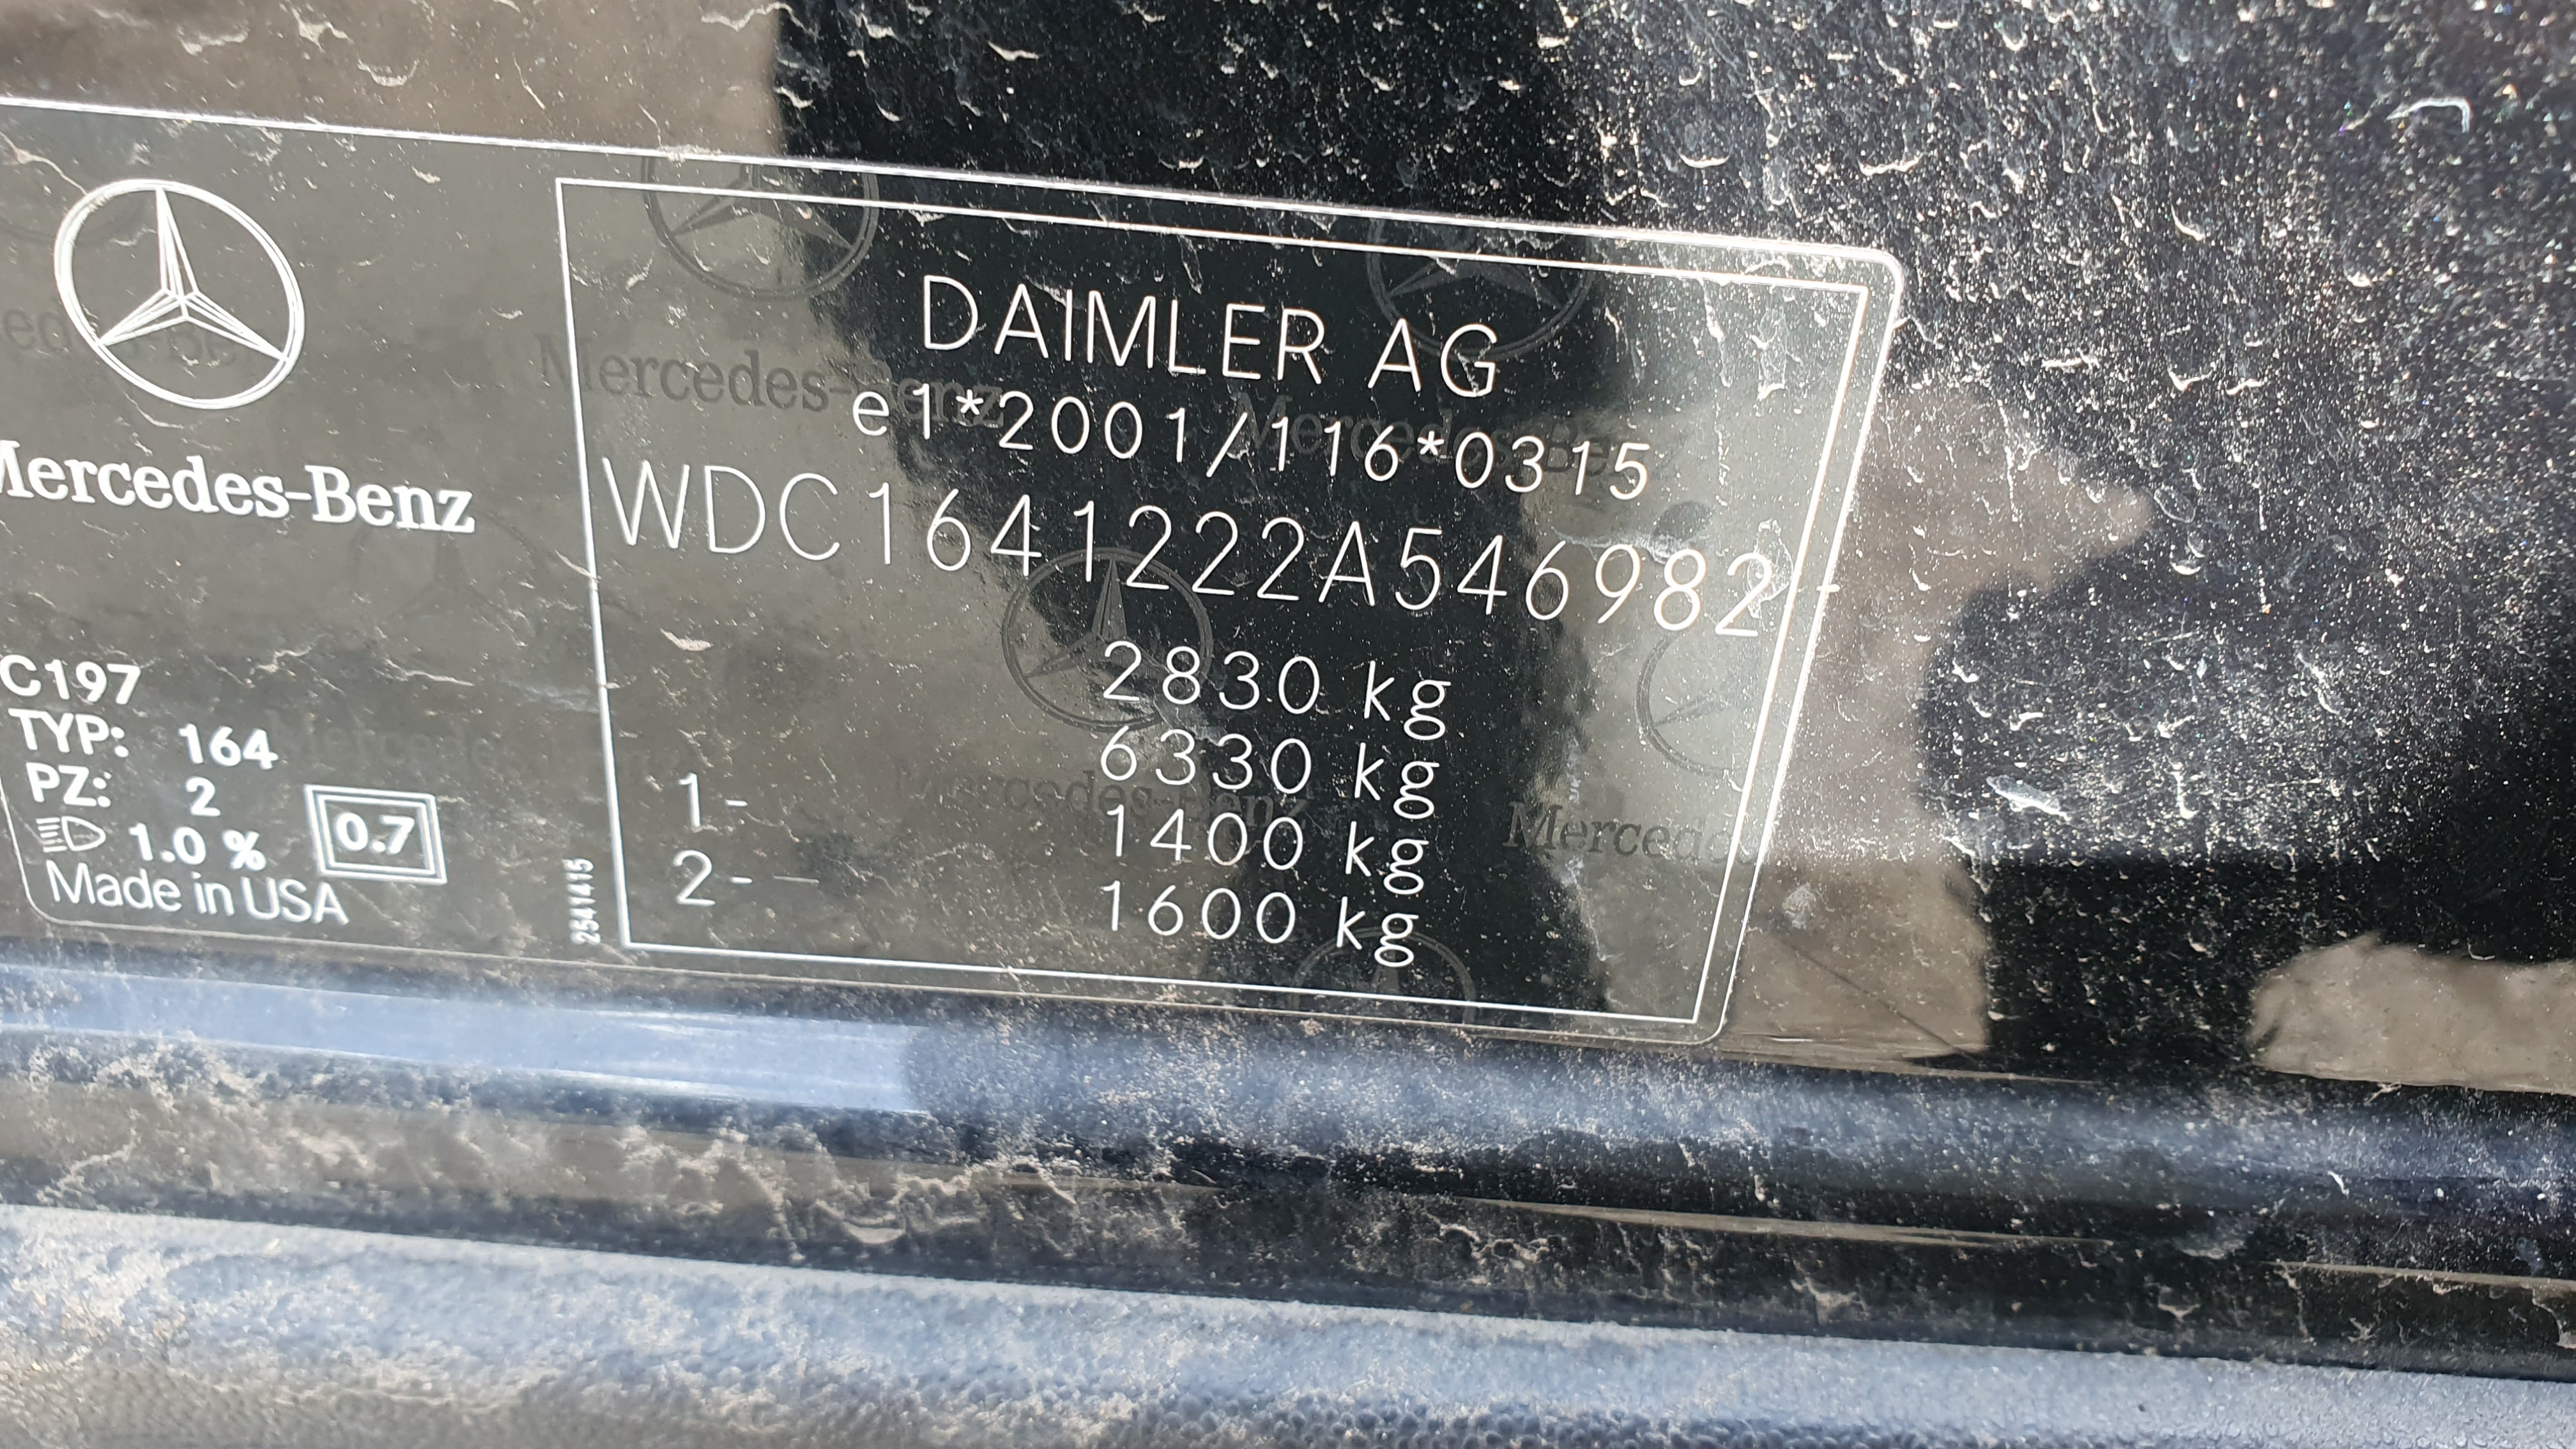 Mercedes-Benz
C197
TYP: 164
PZ: 2
1.0 %
0.7
Made in USA
2541415
DAIMLER AG
e1*2001/116*0315
WDC1641222A546982
2830 kg
6330 kg
1- 1400 kg
2- 1600 kg